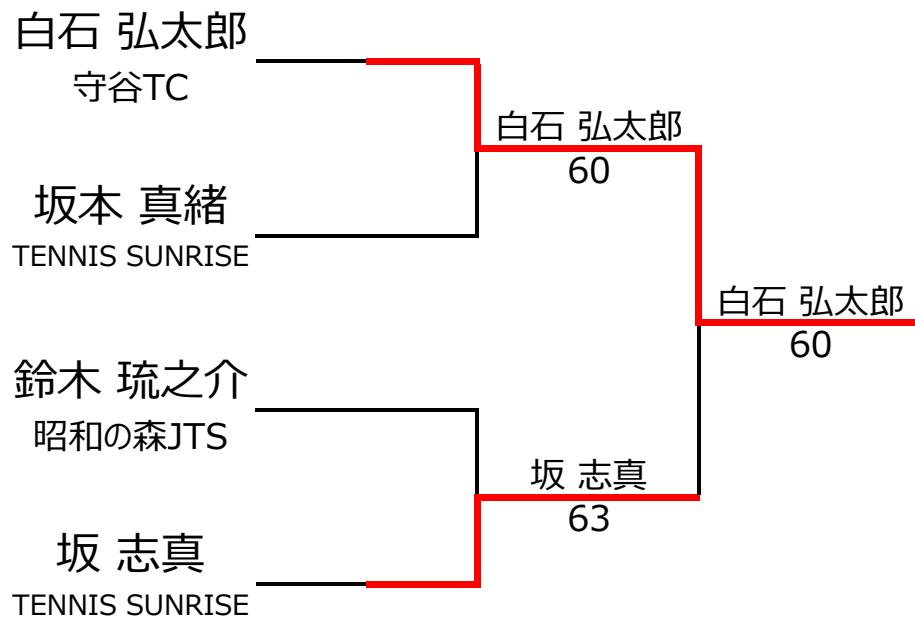 白石 弘太郎
守谷TC
白石 弘太郎
60
坂本 真緒
TENNIS SUNRISE
白石 弘太郎
60
鈴木 琉之介
昭和の森JTS
坂 志真
63
坂 志真
TENNIS SUNRISE